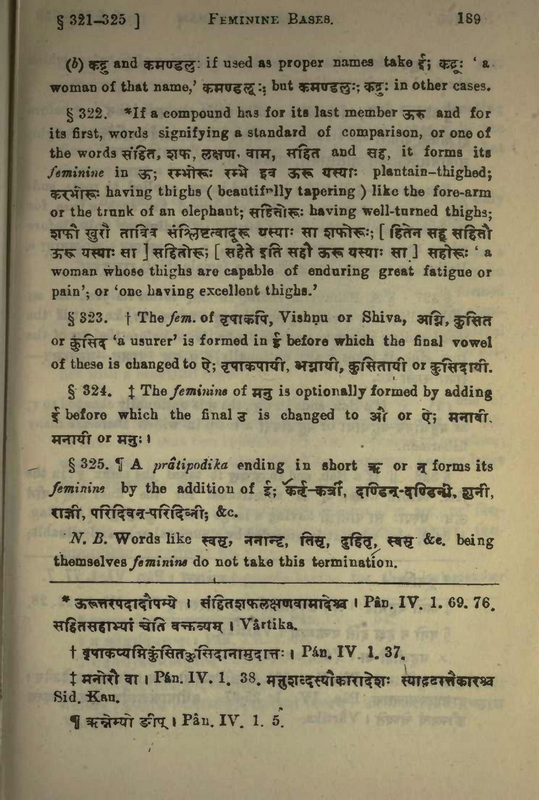 § 321-325 ] FEMININE BASES. 189
(b) कद्रु and कमण्डलु: if used as proper names take ई; कद्रूः ' a
woman of that name,' कमण्डलूः, but कमण्डलुः; कद्रुः in other cases.
§ 322. *If a compound has for its last member ऊरु and for
its first, words signifying a standard of comparison, or one of
the words संहित, शफ, लक्षण, वाम, सहित and सह, it forms its
feminine in ऊ; रम्भोरूः रम्भे इव ऊरू यस्याः plantain-thighed;
करभोरूः having thighs ( beautifully tapering ) like the fore-arm
or the trunk of an elephant; सहितोरूः having well-turned thighs;
शफौ खुरौ ताविव संश्लिष्टत्वादूरू यस्याः सा शफोरूः; [ हितेन सह सहितौ
ऊरू यस्याः सा ] सहितोरूः; [ सहेते इति सहौ ऊरू यस्याः सा ] सहोरूः ' a
woman whose thighs are capable of enduring great fatigue or
pain'; or 'one having excellent thighs.'
§ 323. † The fem. of वृषाकपि, Vishṇu or Shiva, अग्नि, कुसित
or कुसिद 'a usurer' is formed in ई before which the final vowel
of these is changed to ऐ; वृषाकपायी, अग्नायी, कुसितायी or कुसिदायी.
§ 324. ‡ The feminine of मनु is optionally formed by adding
ई before which the final उ is changed to औ or ऐ; मनावी,
मनायी or मनुः ।
§ 325. ¶ A prâtipodika ending in short ऋ or न् forms its
feminine by the addition of ई; कर्तृ-कर्त्री, दण्डिन्-दण्डिनी, शुनी,
राज्ञी, परिदिवन्-परिदिव्नी; &c.
N. B. Words like स्वसृ, ननान्दृ, तिसृ, दुहितृ, &c. being
themselves feminine do not take this termination.
* ऊरूत्तरपदादौपम्ये । संहितशफलक्षणवामादेश्च । Pân. IV. 1. 69. 76.
सहितसहाभ्यां चेति वक्तव्यम् । Vârtika.
† वृषाकप्यग्निकुसितकुसिदानामुदात्तः । Pán. IV. 1. 37.
‡ मनोरौ वा । Pán. IV. 1. 38. मनुशब्दस्यौकारादेशः स्यादुदात्तैकारश्च
Sid. Kau.
¶ ऋन्नेभ्यो ङीप् । Pân. IV. 1. 5.